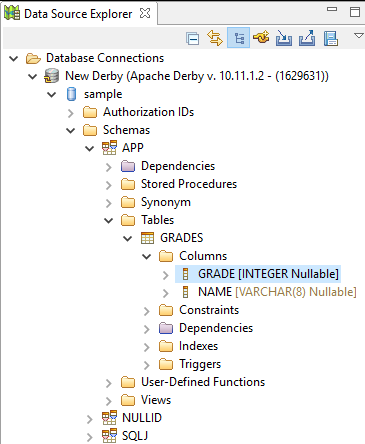 Data Source Explorer
Database Connections
New Derby (Apache Derby v. 10.11.1.2 - (1629631))
sample
Authorization IDs
Schemas
APP
Dependencies
Stored Procedures
Synonym
Tables
GRADES
Columns
GRADE [INTEGER Nullable]
NAME [VARCHAR(8) Nullable]
Constraints
Dependencies
Indexes
Triggers
User-Defined Functions
Views
NULLID
SQLJ